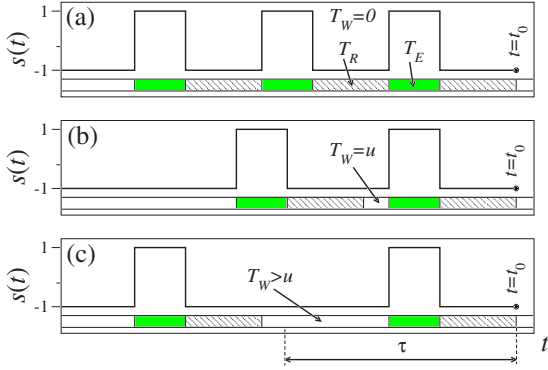 (a)
s(t)
1
-1
T_W=0
T_R
T_E
t=t_0
(b)
s(t)
1
-1
T_W=u
t=t_0
(c)
s(t)
1
-1
T_W>u
t=t_0
τ
t